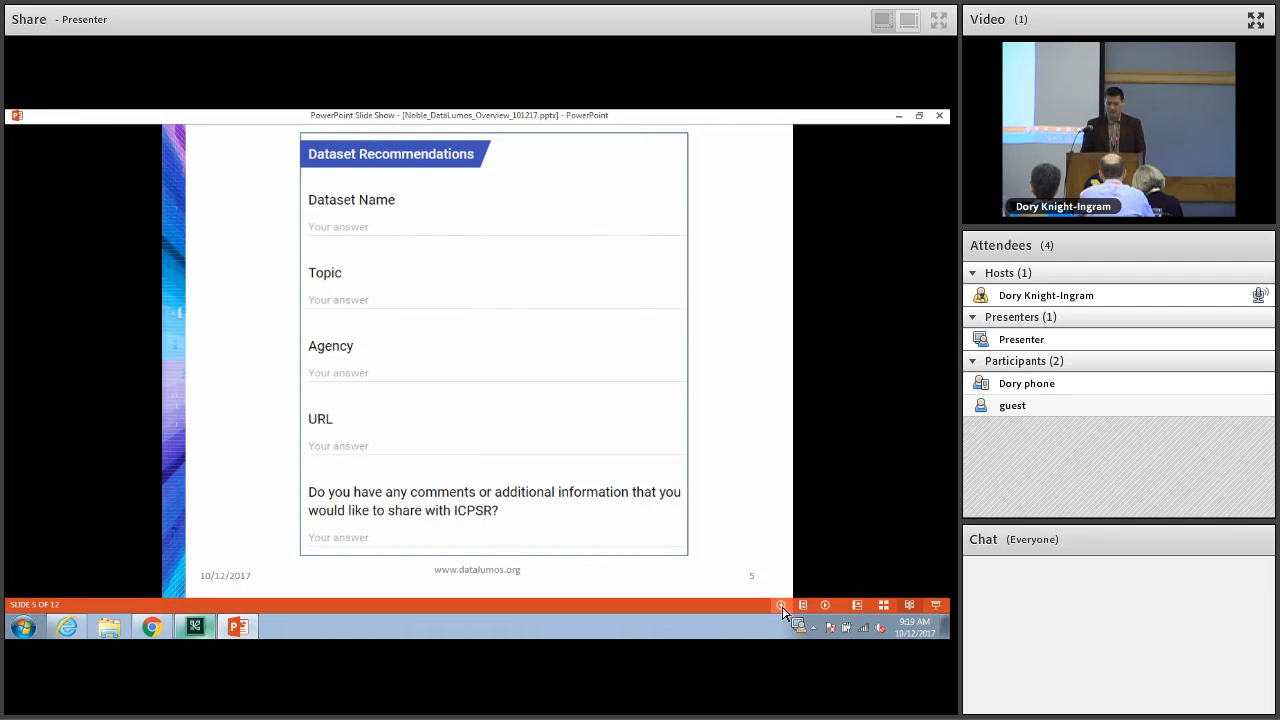 Share - Presenter
PowerPoint Slide Show - [Noble_DataLumos_Overview_101217.pptx] - PowerPoint
Dataset Recommendations
Dataset Name
Your answer
Topic
Your answer
Agency
Your answer
URL
Your answer
Do you have any comments or additional information that you
would like to share with ICPSR?
Your answer
10/12/2017
www.datalumos.org
5
SLIDE 5 OF 12
9:19 AM
10/12/2017
Video (1)
Dory Knight-Ingram
Attendees (4)
Hosts (1)
Dory Knight-Ingram
Presenters (1)
Presenter
Participants (2)
Dory phone
guest
Chat (Everyone)